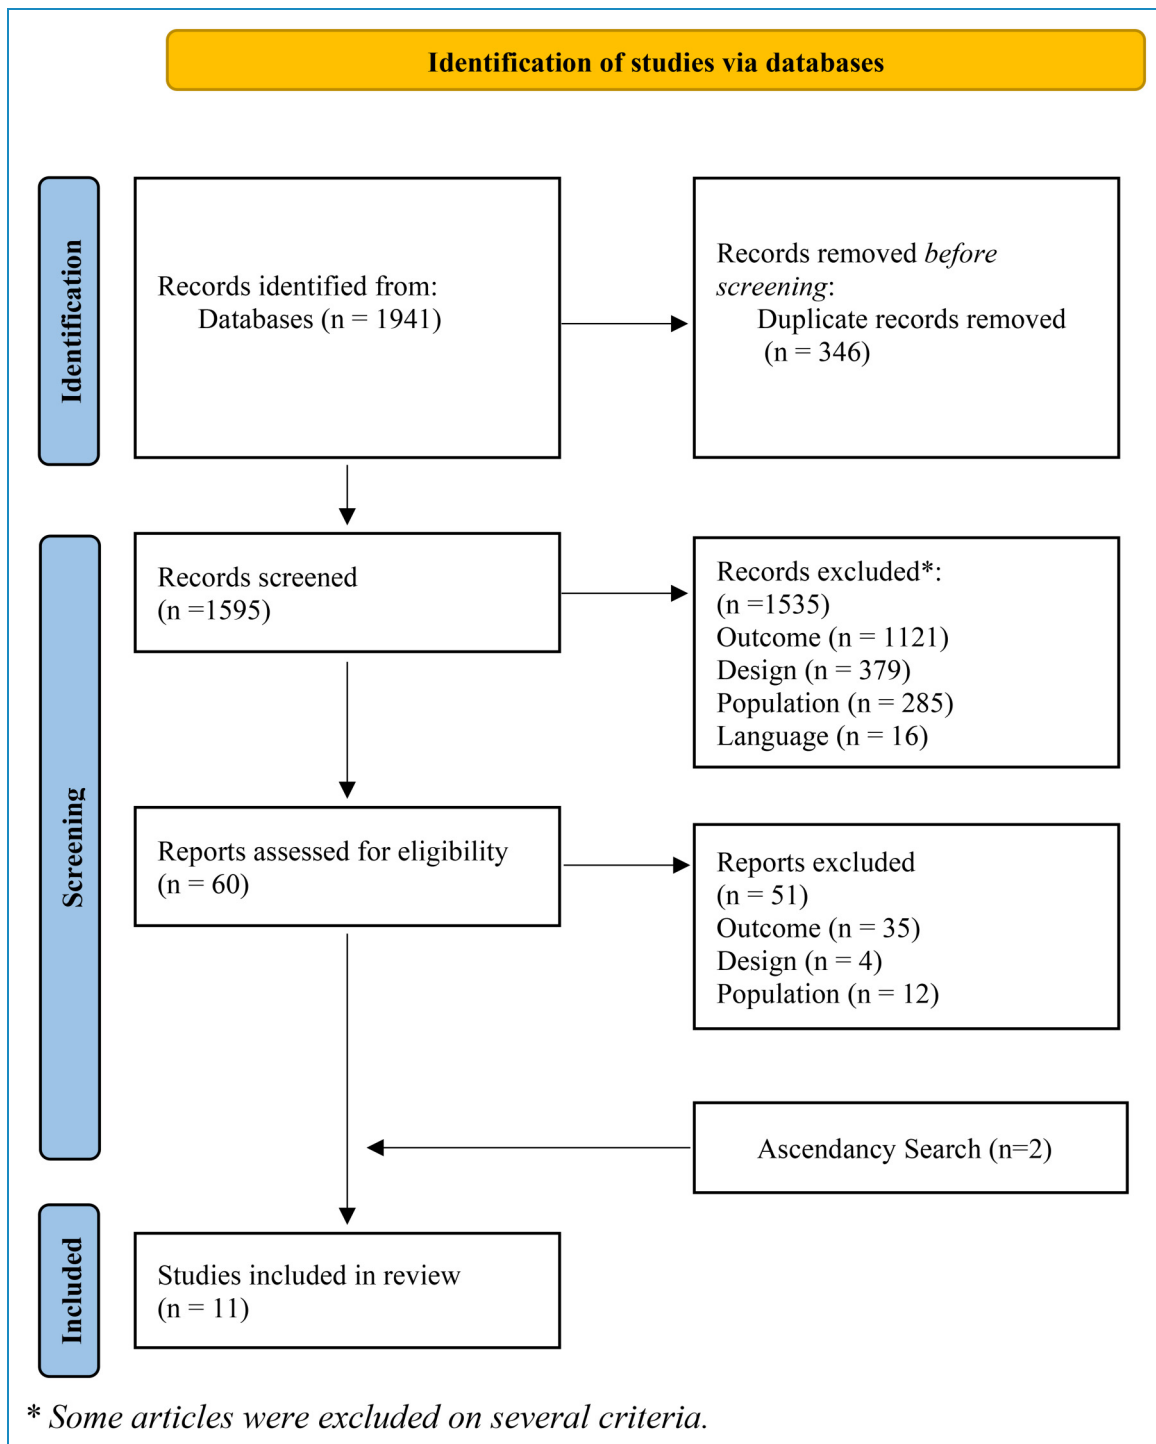 Identification of studies via databases
Identification
Records identified from:
Databases (n = 1941)
Records removed before
screening:
Duplicate records removed
(n = 346)
Screening
Records screened
(n =1595)
Records excluded*:
(n =1535)
Outcome (n = 1121)
Design (n = 379)
Population (n = 285)
Language (n = 16)
Reports assessed for eligibility
(n = 60)
Reports excluded
(n = 51)
Outcome (n = 35)
Design (n = 4)
Population (n = 12)
Ascendancy Search (n=2)
Included
Studies included in review
(n = 11)
* Some articles were excluded on several criteria.